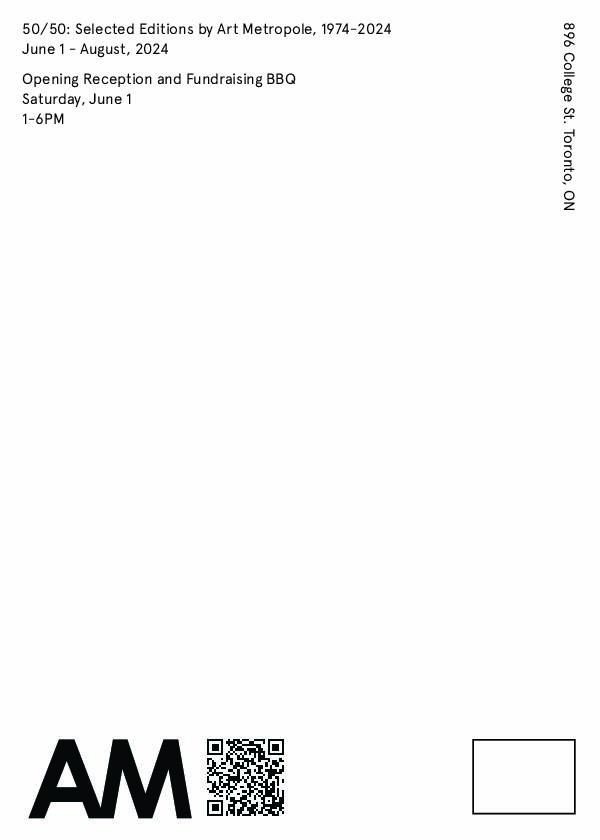 50/50: Selected Editions by Art Metropole, 1974-2024
June 1 - August, 2024
Opening Reception and Fundraising BBQ
Saturday, June 1
1-6PM
896 College St. Toronto, ON
AM